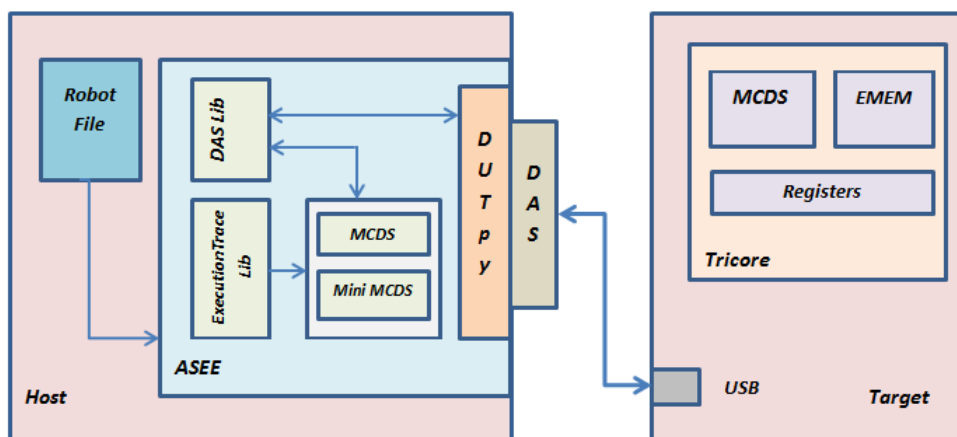 Robot
File
DAS Lib
ExecutionTrace
Lib
MCDS
Mini MCDS
D
U
T
p
y
D
A
S
ASEE
Host
MCDS
EMEM
Registers
Tricore
USB
Target